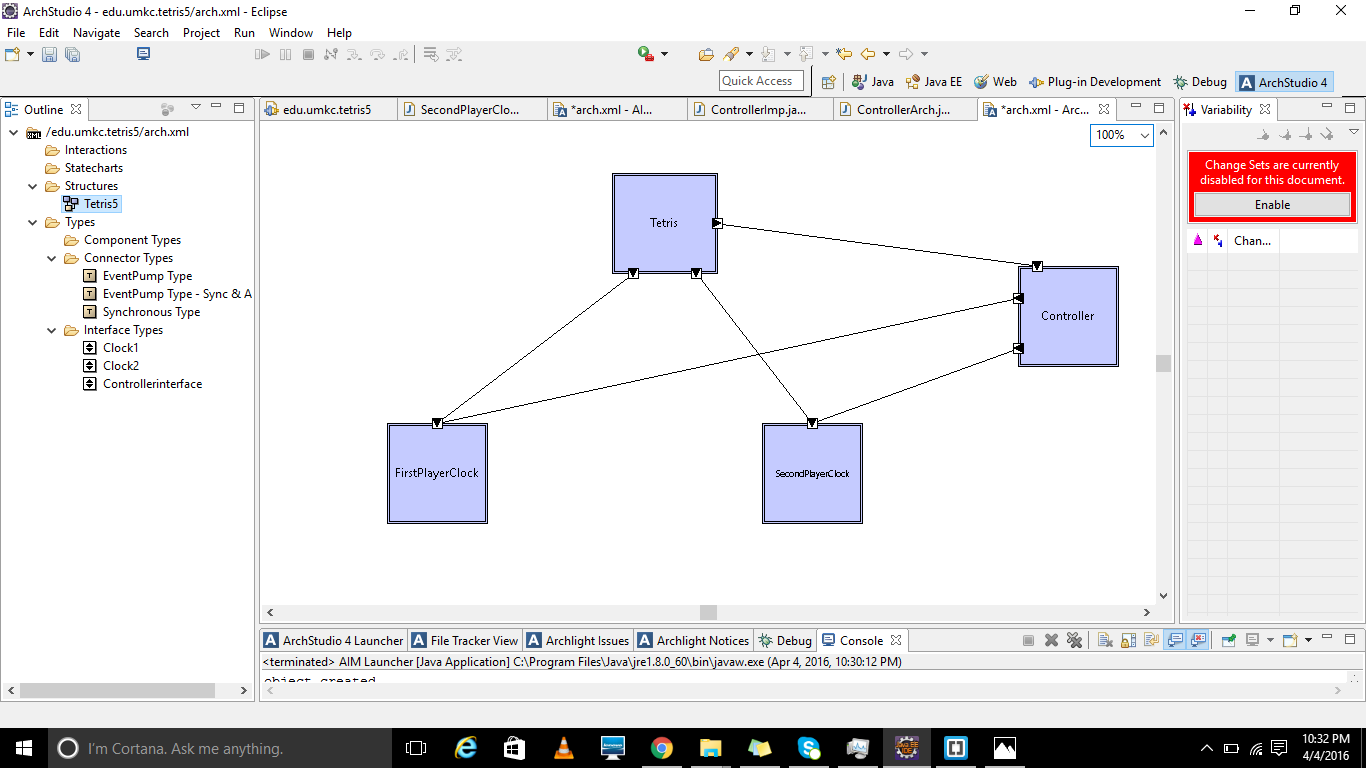 ArchStudio 4 - edu.umkc.tetris5/arch.xml - Eclipse
File Edit Navigate Search Project Run Window Help
Quick Access
Java Java EE Web Plug-in Development Debug ArchStudio 4
Outline
edu.umkc.tetris5 SecondPlayerClo... *arch.xml - AI... ControllerImp.ja... ControllerArch.j... *arch.xml - Arc...
Variability
/edu.umkc.tetris5/arch.xml
Interactions
Statecharts
Structures
Tetris5
Types
Component Types
Connector Types
EventPump Type
EventPump Type - Sync & A
Synchronous Type
Interface Types
Clock1
Clock2
Controllerinterface
100%
Tetris
Controller
FirstPlayerClock
SecondPlayerClock
Change Sets are currently
disabled for this document.
Enable
Chan...
ArchStudio 4 Launcher File Tracker View Archlight Issues Archlight Notices Debug Console
<terminated> AIM Launcher [Java Application] C:\Program Files\Java\jre1.8.0_60\bin\javaw.exe (Apr 4, 2016, 10:30:12 PM)
object created
I'm Cortana. Ask me anything.
10:32 PM
4/4/2016